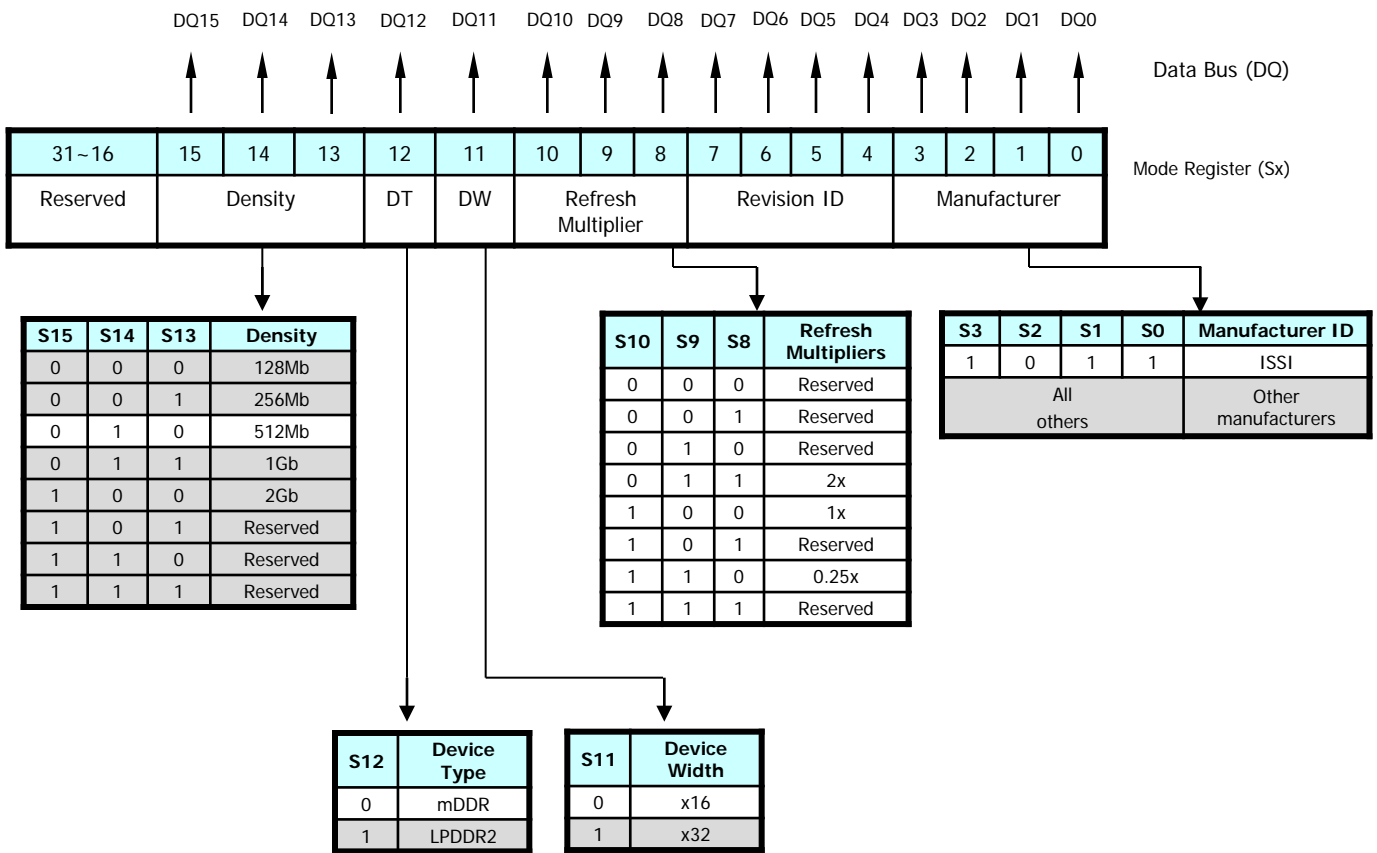 DQ15 DQ14 DQ13 DQ12 DQ11 DQ10 DQ9 DQ8 DQ7 DQ6 DQ5 DQ4 DQ3 DQ2 DQ1 DQ0
Data Bus (DQ)
31~16 15 14 13 12 11 10 9 8 7 6 5 4 3 2 1 0
Mode Register (Sx)
Reserved Density DT DW Refresh Multiplier Revision ID Manufacturer
S15 S14 S13 Density
0 0 0 128Mb
0 0 1 256Mb
0 1 0 512Mb
0 1 1 1Gb
1 0 0 2Gb
1 0 1 Reserved
1 1 0 Reserved
1 1 1 Reserved
S10 S9 S8 Refresh Multipliers
0 0 0 Reserved
0 0 1 Reserved
0 1 0 Reserved
0 1 1 2x
1 0 0 1x
1 0 1 Reserved
1 1 0 0.25x
1 1 1 Reserved
S3 S2 S1 S0 Manufacturer ID
1 0 1 1 ISSI
All others Other manufacturers
S12 Device Type
0 mDDR
1 LPDDR2
S11 Device Width
0 x16
1 x32